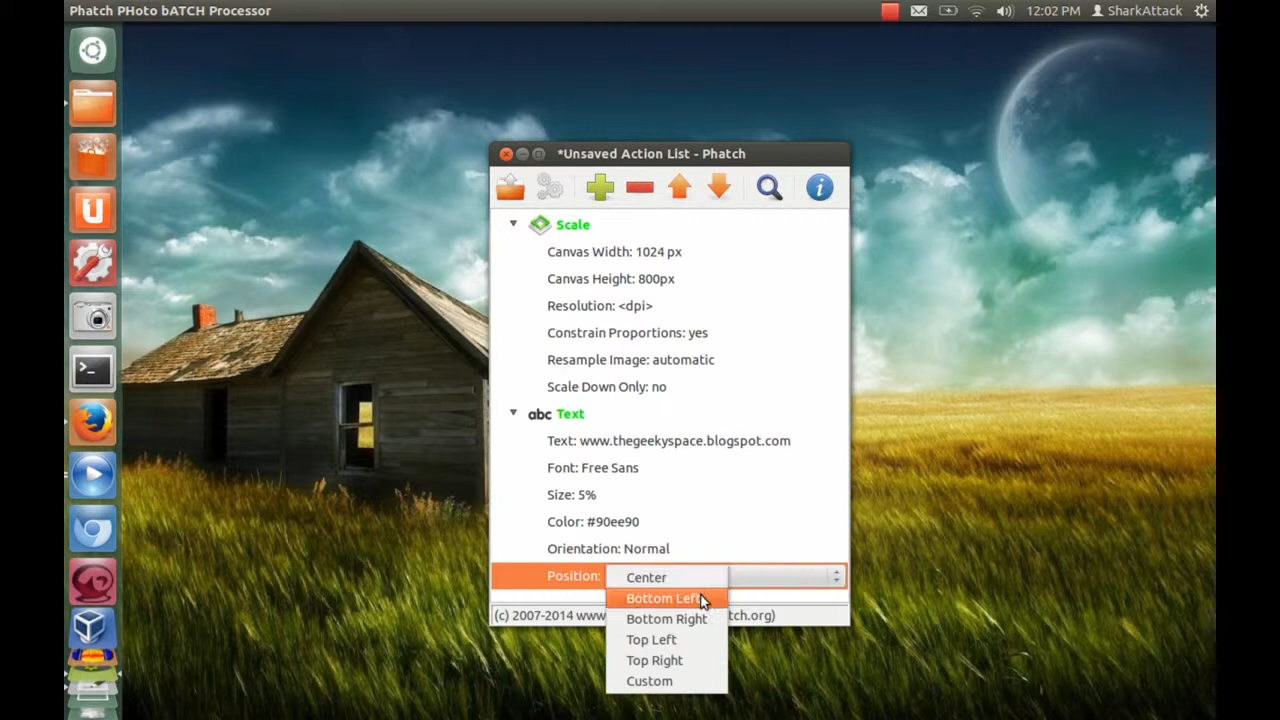 Phatch PHoto bATCH Processor
12:02 PM
SharkAttack
*Unsaved Action List - Phatch
Scale
Canvas Width: 1024 px
Canvas Height: 800px
Resolution: <dpi>
Constrain Proportions: yes
Resample Image: automatic
Scale Down Only: no
abc Text
Text: www.thegeekyspace.blogspot.com
Font: Free Sans
Size: 5%
Color: #90ee90
Orientation: Normal
Position:
Center
Bottom Left
(c) 2007-2014 www
tch.org)
Bottom Right
Top Left
Top Right
Custom